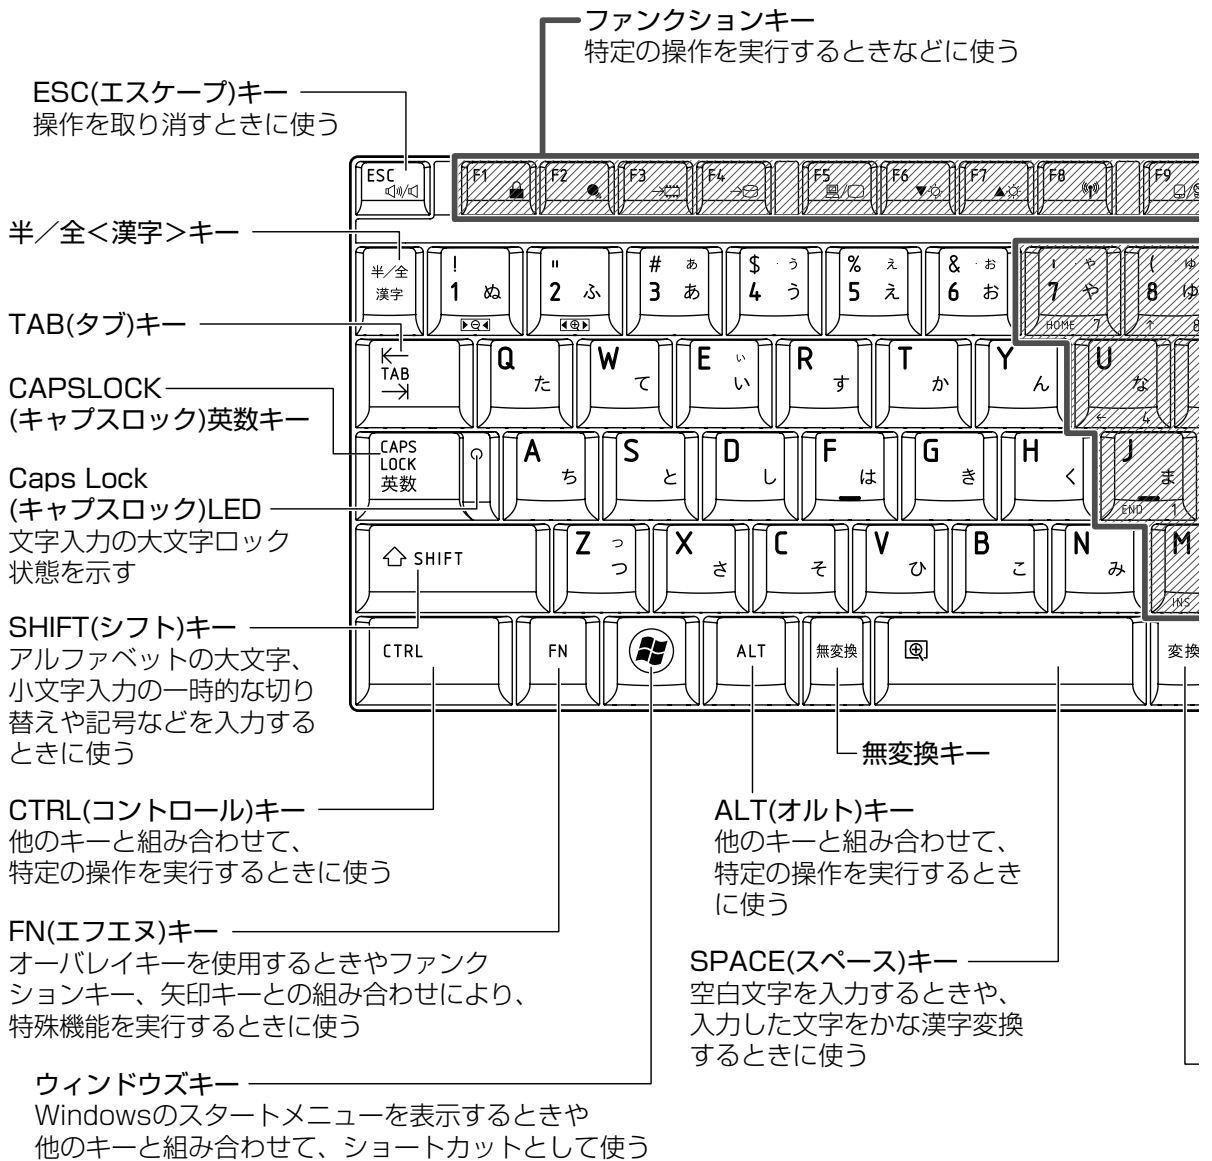 ファンクションキー
特定の操作を実行するときなどに使う
ESC(エスケープ)キー
操作を取り消すときに使う
ESC F1 F2 F3 F4 F5 F6 F7 F8 F9
半/全<漢字>キー
半/全 ! " # ぁ $ ぅ % ぇ & ぉ ' ゃ ( ゅ
漢字 1 ぬ 2 ふ 3 あ 4 う 5 え 6 お 7 や 8 ゆ
HOME 7 ↑ 8
TAB(タブ)キー
TAB Q た W て E ぃ い R す T か Y ん U な
← 4
CAPSLOCK
(キャプスロック)英数キー
CAPS
LOCK
英数
A ち S と D し F は G き H く J ま
END 1
Caps Lock
(キャプスロック)LED
文字入力の大文字ロック
状態を示す
SHIFT Z っ つ X さ C そ V ひ B こ N み M
INS
SHIFT(シフト)キー
アルファベットの大文字、
小文字入力の一時的な切り
替えや記号などを入力する
ときに使う
CTRL FN ALT 無変換 変換
無変換キー
CTRL(コントロール)キー
他のキーと組み合わせて、
特定の操作を実行するときに使う
ALT(オルト)キー
他のキーと組み合わせて、
特定の操作を実行するとき
に使う
FN(エフエヌ)キー
オーバレイキーを使用するときやファンク
ションキー、矢印キーとの組み合わせにより、
特殊機能を実行するときに使う
SPACE(スペース)キー
空白文字を入力するときや、
入力した文字をかな漢字変換
するときに使う
ウィンドウズキー
Windowsのスタートメニューを表示するときや
他のキーと組み合わせて、ショートカットとして使う